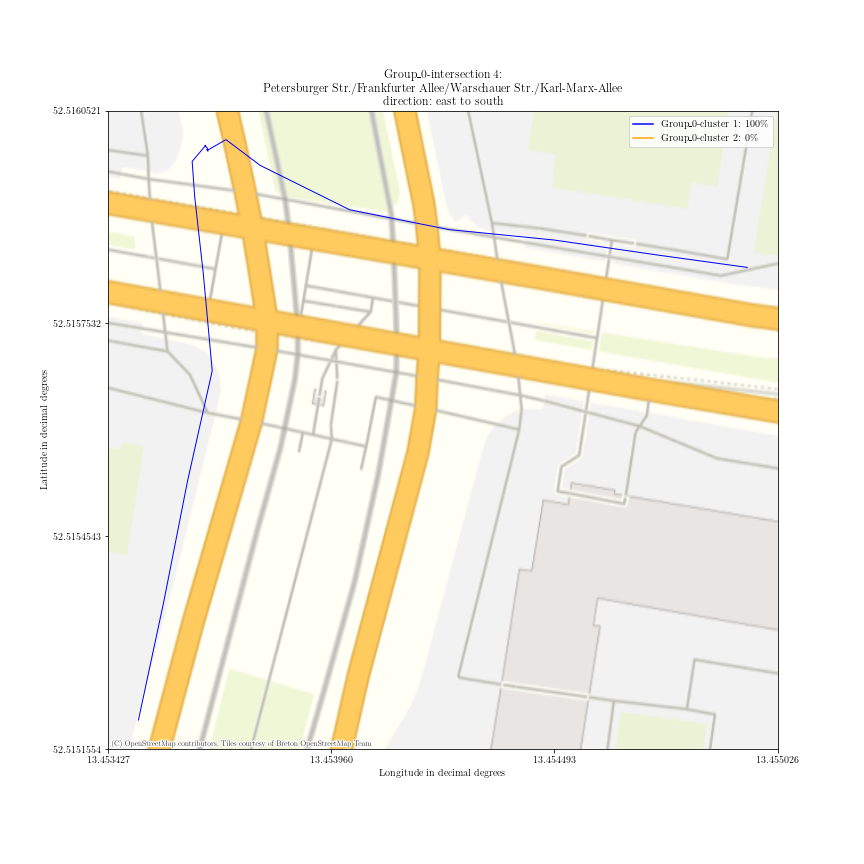 Group_0-intersection 4:
Petersburger Str./Frankfurter Allee/Warschauer Str./Karl-Marx-Allee
direction: east to south
52.5160521
Group_0-cluster 1: 100%
Group_0-cluster 2: 0%
52.5157532
Latitude in decimal degrees
52.5154543
52.5151554
(C) OpenStreetMap contributors, Tiles courtesy of Breton OpenStreetMap Team
13.453427
13.453960
13.454493
13.455026
Longitude in decimal degrees